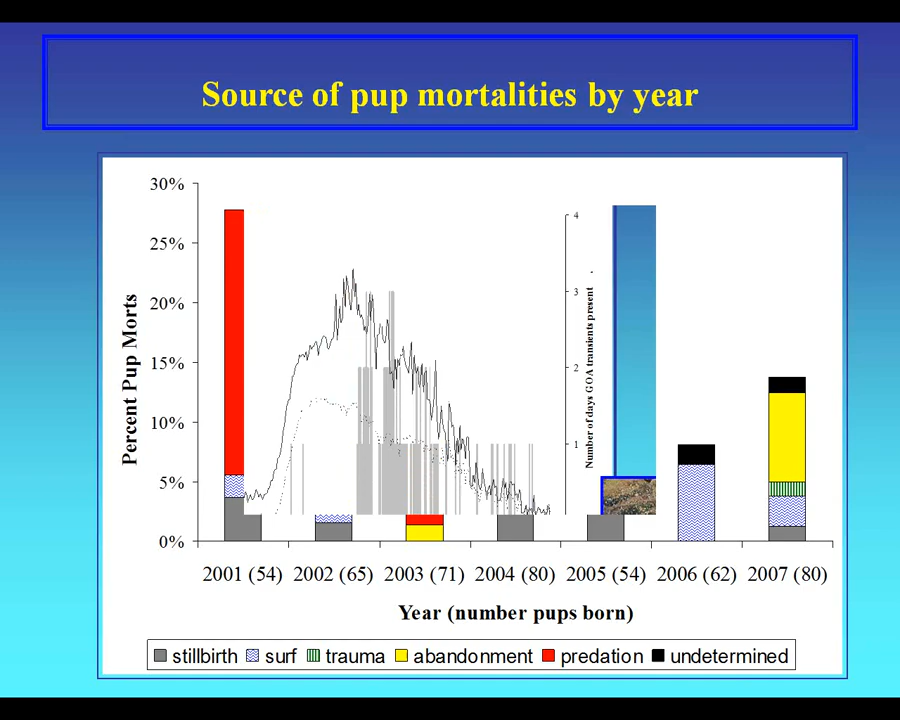 Source of pup mortalities by year
30%
25%
20%
15%
10%
5%
0%
Percent Pup Morts
4
3
2
1
Number of days GOA transients present
2001 (54) 2002 (65) 2003 (71) 2004 (80) 2005 (54) 2006 (62) 2007 (80)
Year (number pups born)
stillbirth surf trauma abandonment predation undetermined